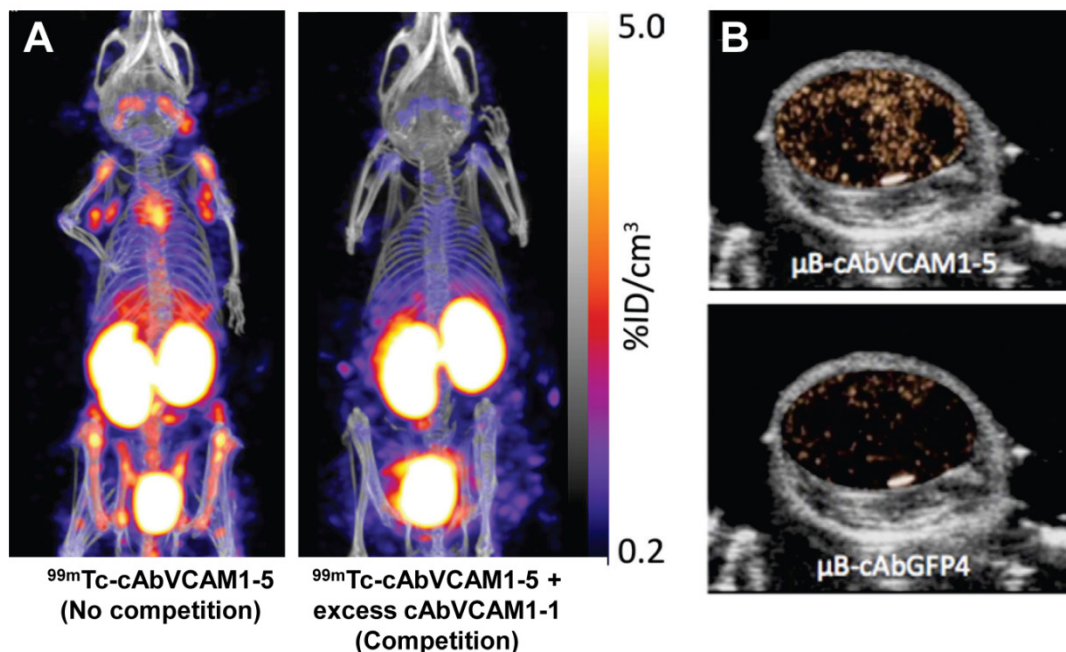 A
B
5.0
%ID/cm³
0.2
μB-cAbVCAM1-5
μB-cAbGFP4
⁹⁹ᵐTc-cAbVCAM1-5
(No competition)
⁹⁹ᵐTc-cAbVCAM1-5 +
excess cAbVCAM1-1
(Competition)